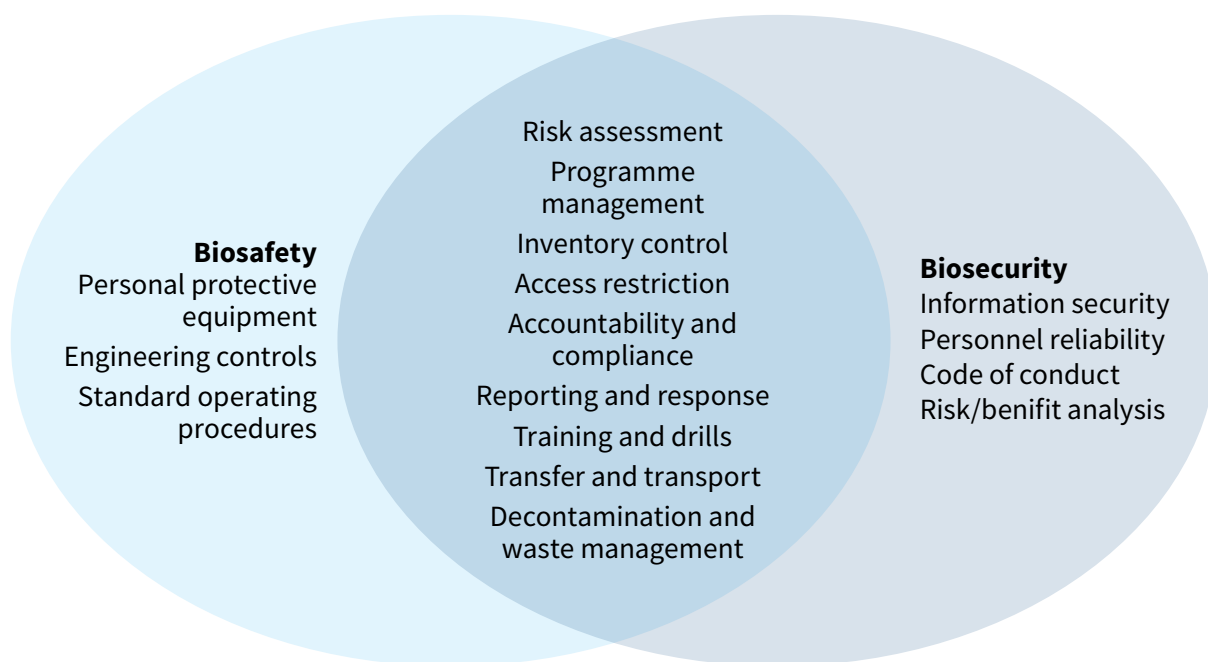 Biosafety
Personal protective
equipment
Engineering controls
Standard operating
procedures
Risk assessment
Programme
management
Inventory control
Access restriction
Accountability and
compliance
Reporting and response
Training and drills
Transfer and transport
Decontamination and
waste management
Biosecurity
Information security
Personnel reliability
Code of conduct
Risk/benifit analysis